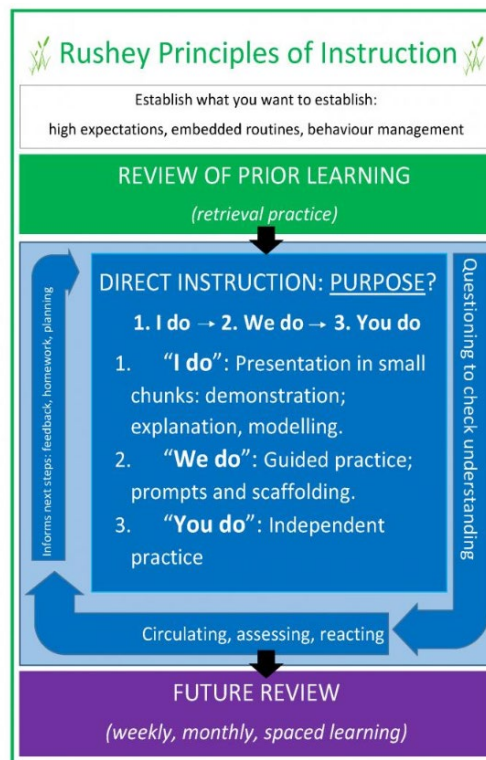 Rushey Principles of Instruction
Establish what you want to establish:
high expectations, embedded routines, behaviour management
REVIEW OF PRIOR LEARNING
(retrieval practice)
DIRECT INSTRUCTION: PURPOSE?
1. I do → 2. We do → 3. You do
1. “I do”: Presentation in small
chunks: demonstration;
explanation, modelling.
2. “We do”: Guided practice;
prompts and scaffolding.
3. “You do”: Independent
practice
Questioning to check understanding
Circulating, assessing, reacting
Informs next steps: feedback, homework, planning
FUTURE REVIEW
(weekly, monthly, spaced learning)